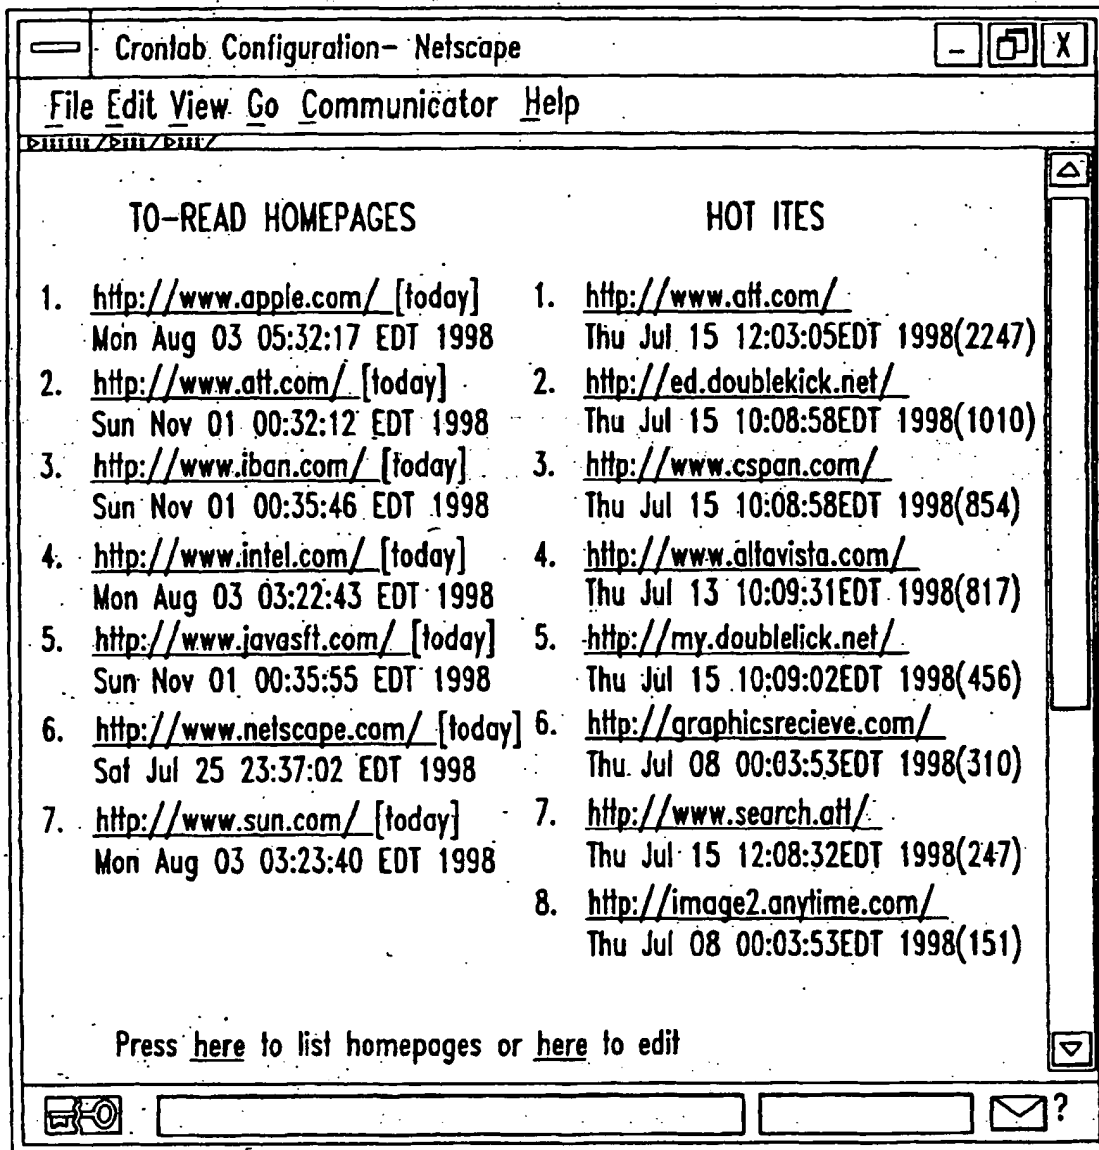 Crontab Configuration- Netscape
File Edit View Go Communicator Help
TO-READ HOMEPAGES
1. http://www.apple.com/ [today]
Mon Aug 03 05:32:17 EDT 1998
2. http://www.att.com/ [today]
Sun Nov 01 00:32:12 EDT 1998
3. http://www.iban.com/ [today]
Sun Nov 01 00:35:46 EDT 1998
4. http://www.intel.com/ [today]
Mon Aug 03 03:22:43 EDT 1998
5. http://www.javasft.com/ [today]
Sun Nov 01 00:35:55 EDT 1998
6. http://www.netscape.com/ [today]
Sat Jul 25 23:37:02 EDT 1998
7. http://www.sun.com/ [today]
Mon Aug 03 03:23:40 EDT 1998
HOT ITES
1. http://www.att.com/
Thu Jul 15 12:03:05EDT 1998(2247)
2. http://ed.doublekick.net/
Thu Jul 15 10:08:58EDT 1998(1010)
3. http://www.cspan.com/
Thu Jul 15 10:08:58EDT 1998(854)
4. http://www.altavista.com/
Thu Jul 13 10:09:31EDT 1998(817)
5. http://my.doublelick.net/
Thu Jul 15 10:09:02EDT 1998(456)
6. http://graphicsrecieve.com/
Thu Jul 08 00:03:53EDT 1998(310)
7. http://www.search.att/
Thu Jul 15 12:08:32EDT 1998(247)
8. http://image2.anytime.com/
Thu Jul 08 00:03:53EDT 1998(151)
Press here to list homepages or here to edit
?